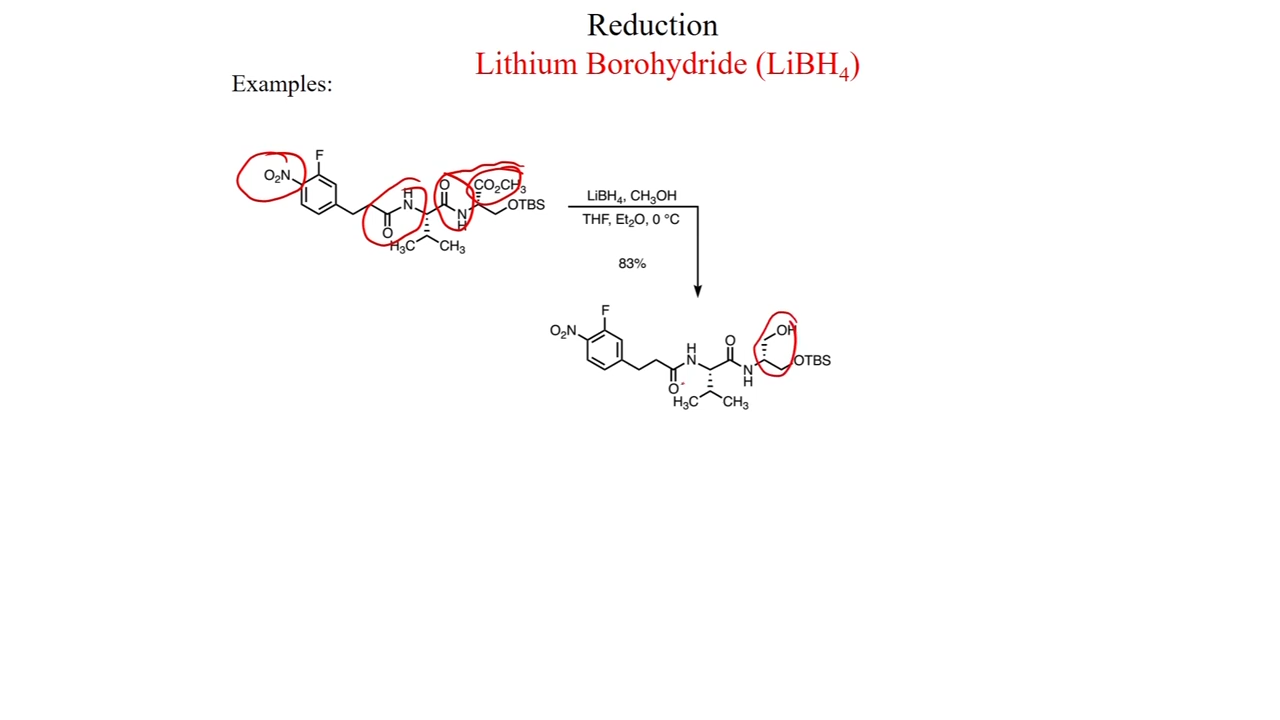 Reduction
Lithium Borohydride (LiBH₄)
Examples:
F
O₂N
H
N
O
CO₂CH₃
OTBS
N
H
O
H₃C
CH₃
LiBH₄, CH₃OH
THF, Et₂O, 0 °C
83%
F
O₂N
H
N
O
OH
OTBS
N
H
O
H₃C
CH₃